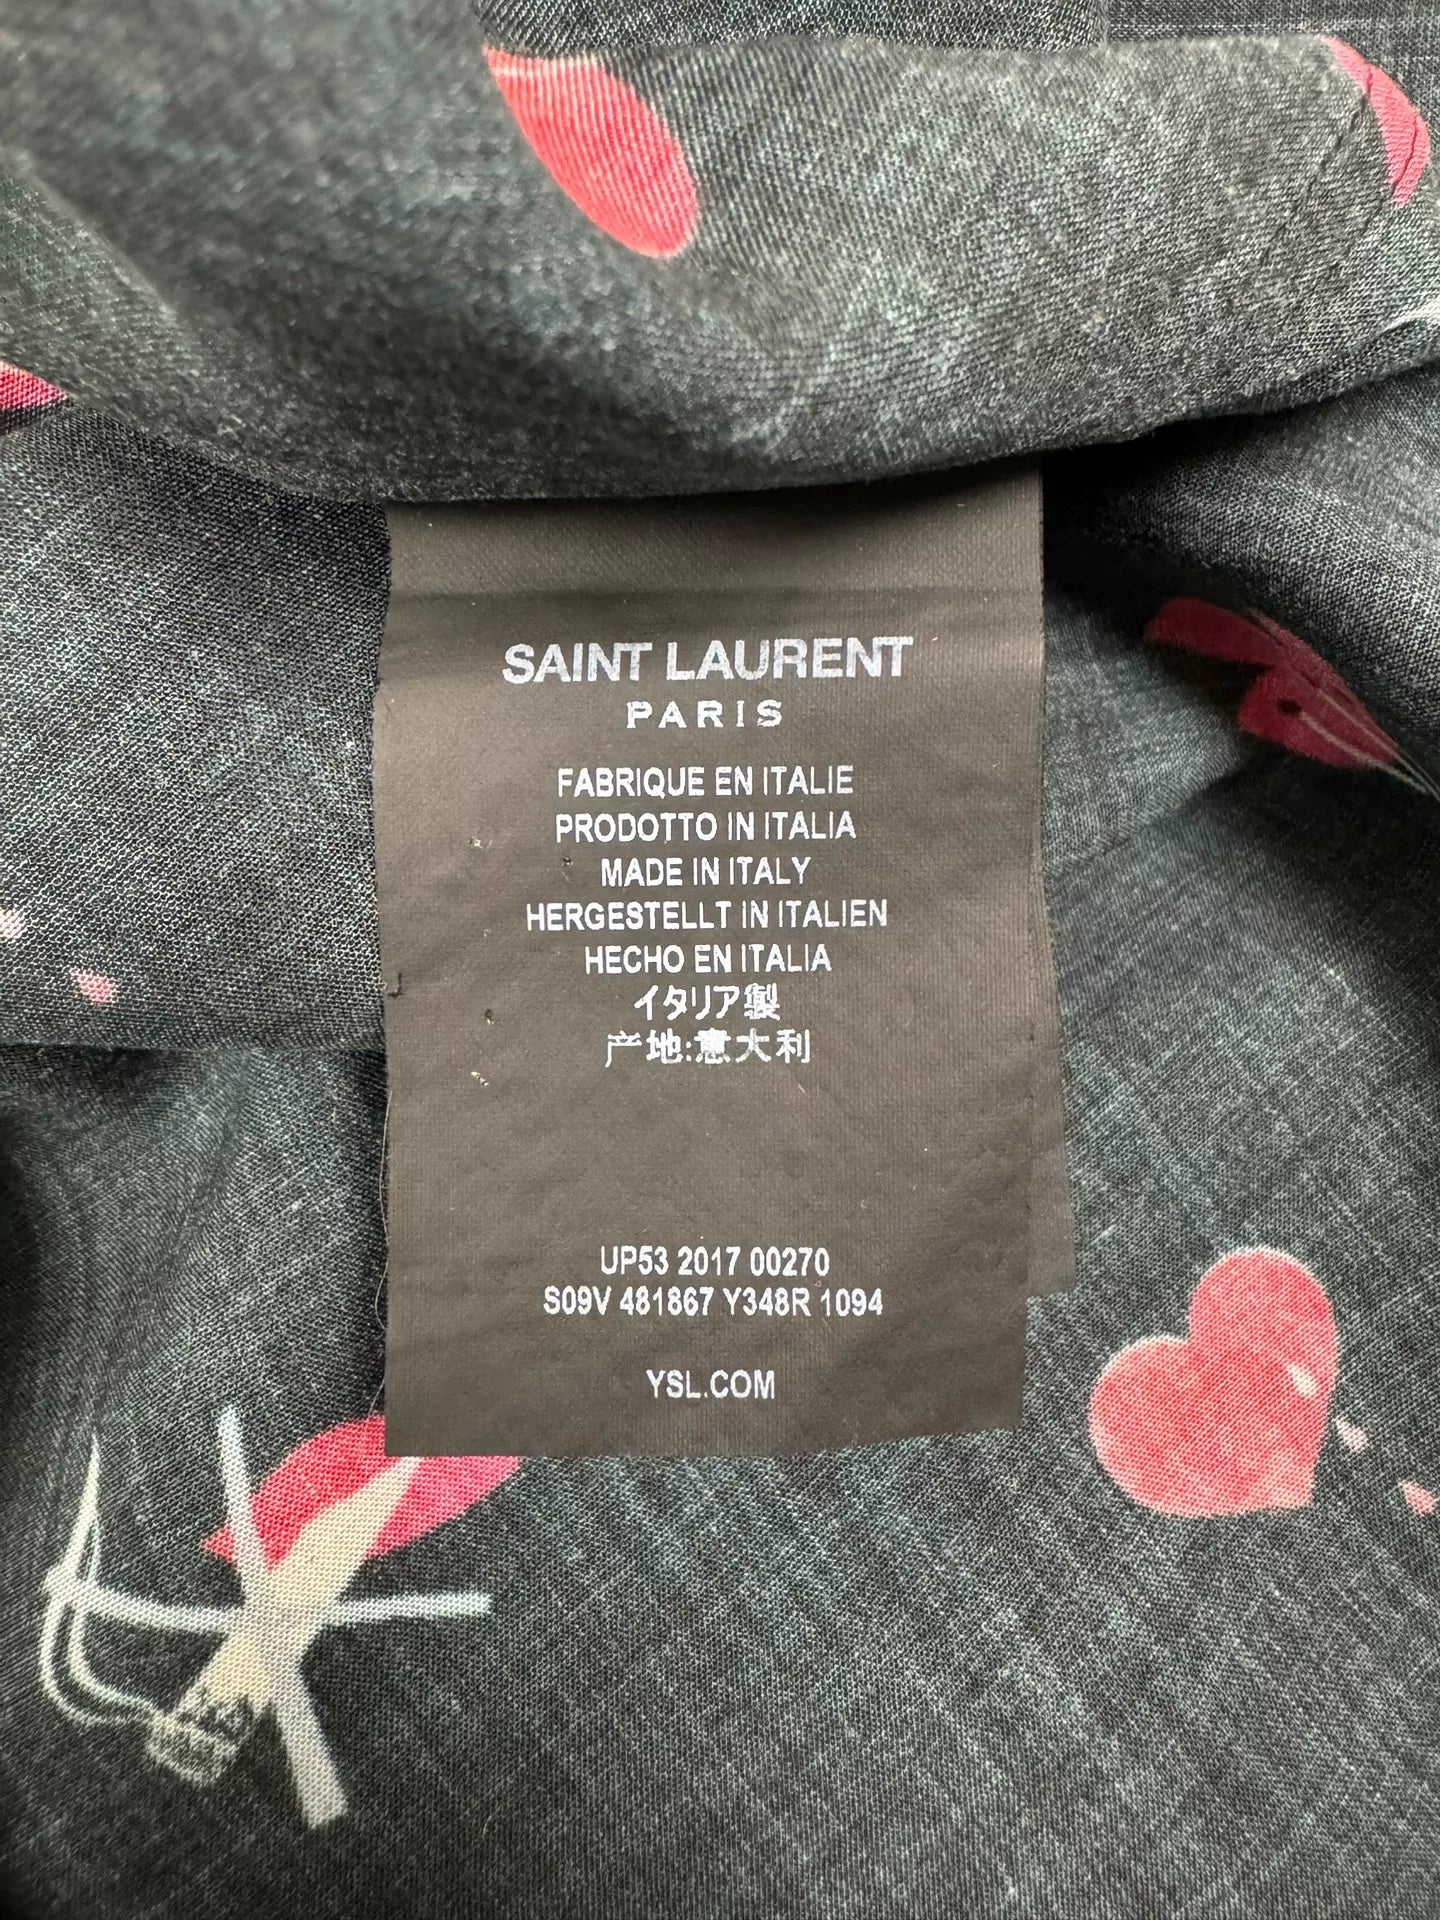 SAINT LAURENT
PARIS
FABRIQUE EN ITALIE
PRODOTTO IN ITALIA
MADE IN ITALY
HERGESTELLT IN ITALIEN
HECHO EN ITALIA
イタリア製
产地:意大利
UP53 2017 00270
S09V 481867 Y348R 1094
YSL.COM